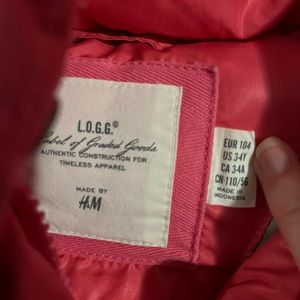 L.O.G.G.®
Label of Graded Goods
AUTHENTIC CONSTRUCTION FOR
TIMELESS APPAREL
MADE BY
H&M
EUR 104
US 3-4Y
CA 3-4A
CN 110/56
MADE IN
INDONESIA